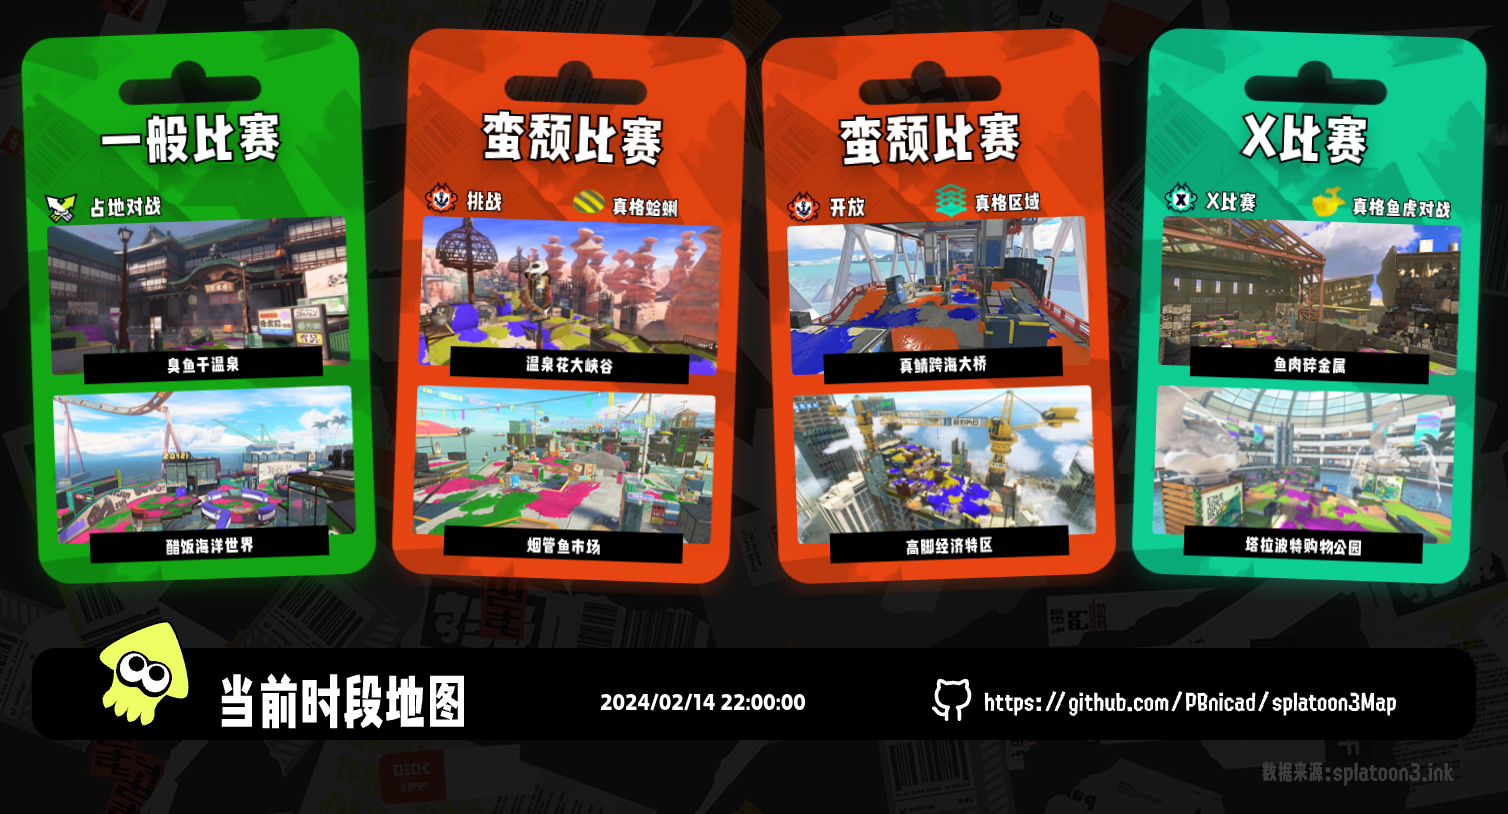 一般比赛
占地对战
臭鱼干温泉
醋饭海洋世界
蛮颓比赛
挑战
真格蛤蜊
温泉花大峡谷
烟管鱼市场
蛮颓比赛
开放
真格区域
真鲭跨海大桥
高脚经济特区
X比赛
X比赛
真格鱼虎对战
鱼肉碎金属
塔拉波特购物公园
当前时段地图
2024/02/14 22:00:00
https://github.com/PBnicad/splatoon3Map
数据来源:splatoon3.ink